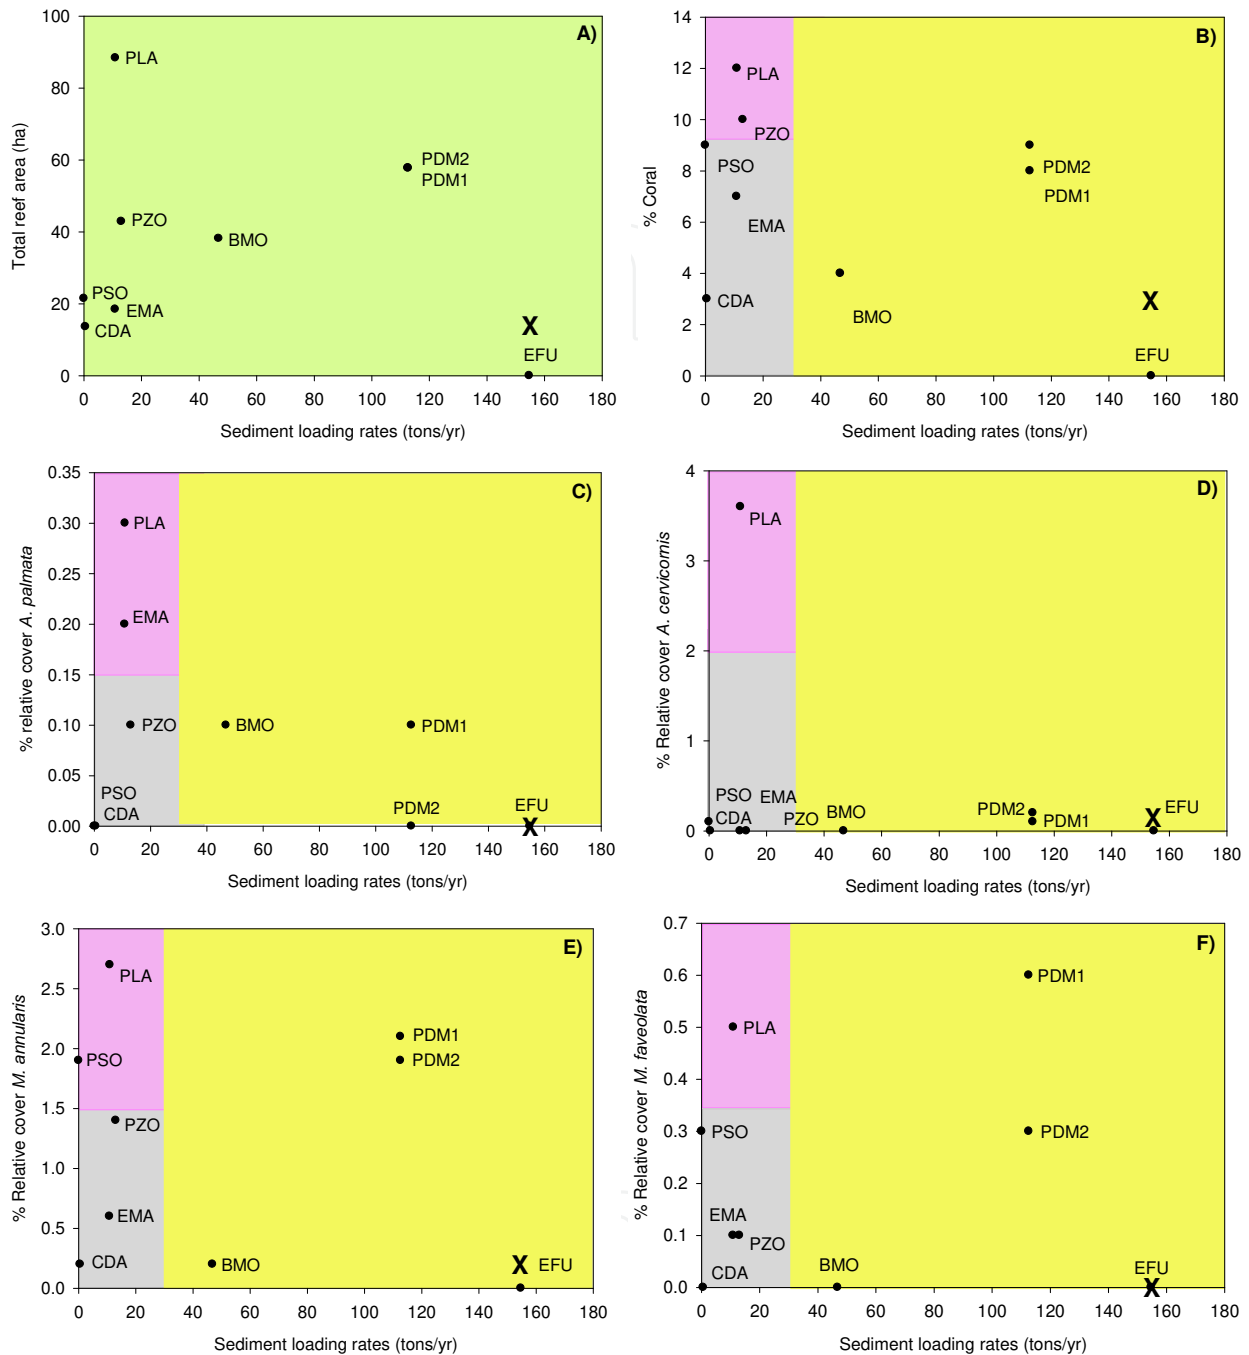 100
80
60
40
20
0
Total reef area (ha)
A)
PLA
PDM2
PDM1
PZO
BMO
PSO
EMA
CDA
X
EFU
0 20 40 60 80 100 120 140 160 180
Sediment loading rates (tons/yr)
14
12
10
8
6
4
2
0
% Coral
B)
PLA
PZO
PSO
PDM2
PDM1
EMA
CDA
BMO
X
EFU
0 20 40 60 80 100 120 140 160 180
Sediment loading rates (tons/yr)
0.35
0.30
0.25
0.20
0.15
0.10
0.05
0.00
% relative cover A. palmata
C)
PLA
EMA
PZO
BMO
PDM1
PSO
CDA
PDM2
EFU
X
0 20 40 60 80 100 120 140 160 180
Sediment loading rates (tons/yr)
4
3
2
1
0
% Relative cover A. cervicornis
D)
PLA
PSO
EMA
CDA
PZO
BMO
PDM2
PDM1
X
EFU
0 20 40 60 80 100 120 140 160 180
Sediment loading rates (tons/yr)
3.0
2.5
2.0
1.5
1.0
0.5
0.0
% Relative cover M. annularis
E)
PLA
PSO
PDM1
PDM2
PZO
EMA
CDA
BMO
X
EFU
0 20 40 60 80 100 120 140 160 180
Sediment loading rates (tons/yr)
0.7
0.6
0.5
0.4
0.3
0.2
0.1
0.0
% Relative cover M. faveolata
F)
PDM1
PLA
PSO
PDM2
EMA
PZO
CDA
BMO
EFU
X
0 20 40 60 80 100 120 140 160 180
Sediment loading rates (tons/yr)